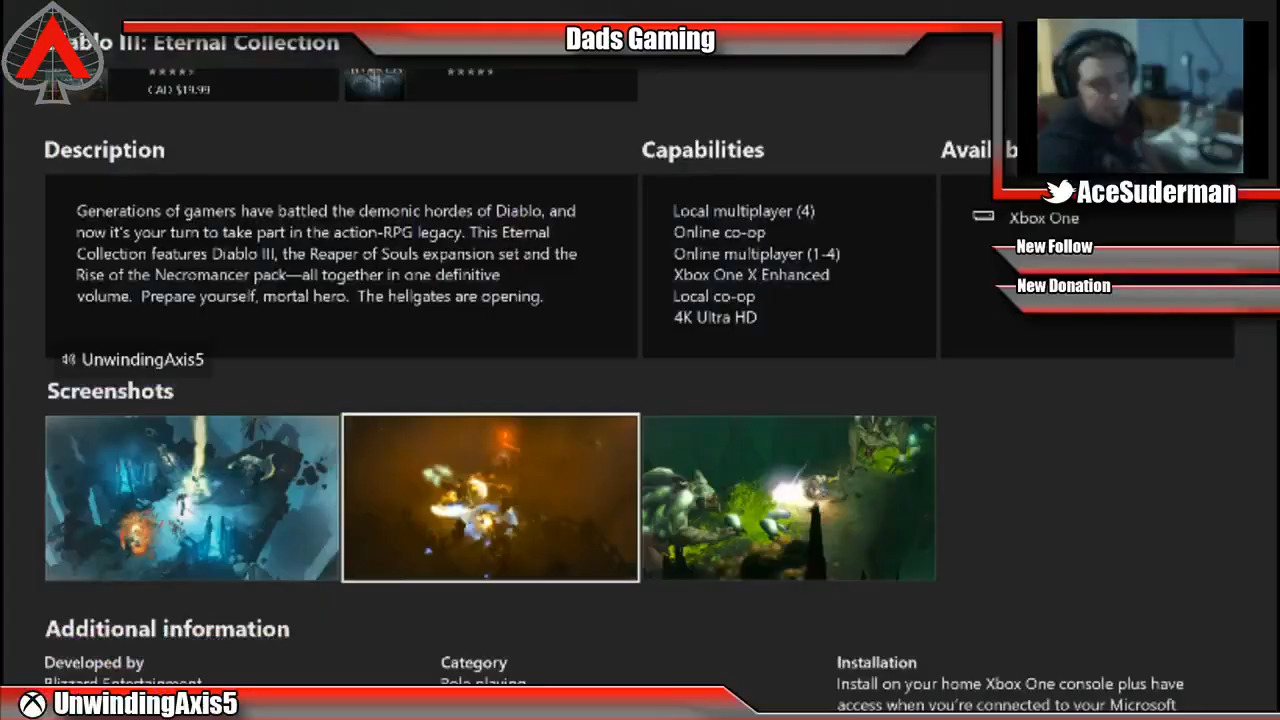 Dads Gaming
Diablo III: Eternal Collection
CAD $19.99
Description
Capabilities
Generations of gamers have battled the demonic hordes of Diablo, and
now it's your turn to take part in the action-RPG legacy. This Eternal
Collection features Diablo III, the Reaper of Souls expansion set and the
Rise of the Necromancer pack—all together in one definitive
volume. Prepare yourself, mortal hero. The hellgates are opening.
Local multiplayer (4)
Online co-op
Online multiplayer (1-4)
Xbox One X Enhanced
Local co-op
4K Ultra HD
AceSuderman
Xbox One
New Follow
New Donation
UnwindingAxis5
Screenshots
Additional information
Developed by
Blizzard Entertainment
Category
Role playing
Installation
Install on your home Xbox One console plus have
access when you're connected to your Microsoft
UnwindingAxis5